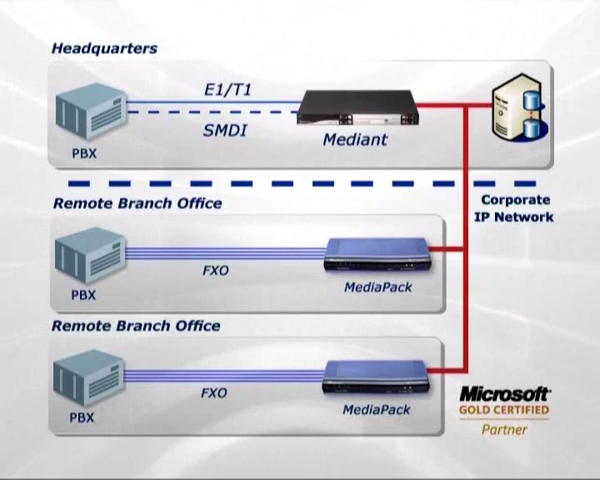 Headquarters
E1/T1
SMDI
PBX
Mediant
Corporate
IP Network
Remote Branch Office
FXO
PBX
MediaPack
Remote Branch Office
FXO
PBX
MediaPack
Microsoft
GOLD CERTIFIED
Partner